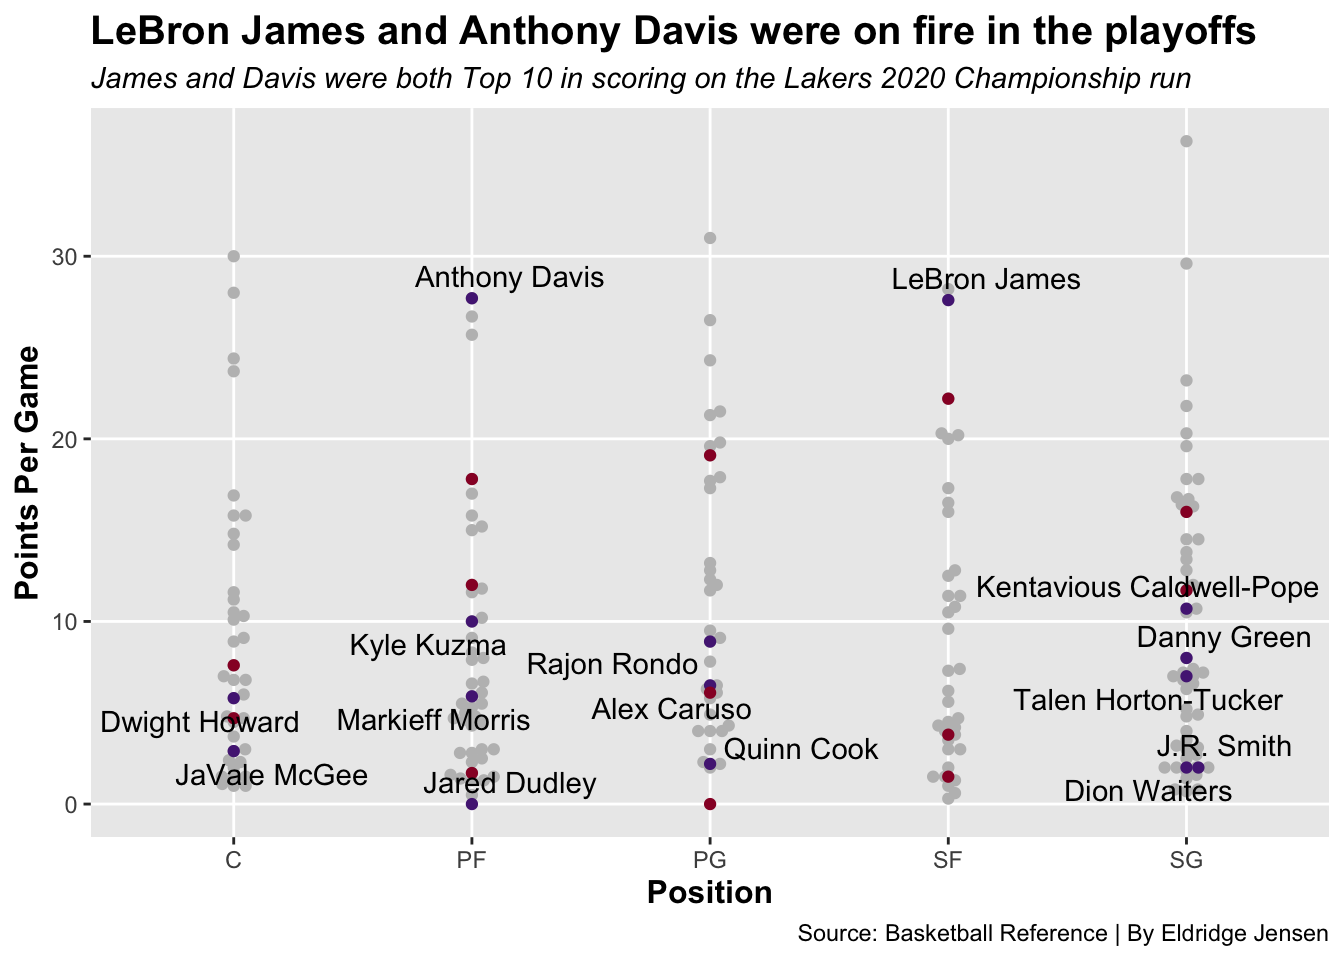 LeBron James and Anthony Davis were on fire in the playoffs
James and Davis were both Top 10 in scoring on the Lakers 2020 Championship run
Points Per Game
30
20
10
0
Anthony Davis
LeBron James
Kentavious Caldwell-Pope
Danny Green
Kyle Kuzma
Rajon Rondo
Talen Horton-Tucker
Alex Caruso
Dwight Howard
Markieff Morris
Quinn Cook
J.R. Smith
JaVale McGee
Jared Dudley
Dion Waiters
C PF PG SF SG
Position
Source: Basketball Reference | By Eldridge Jensen